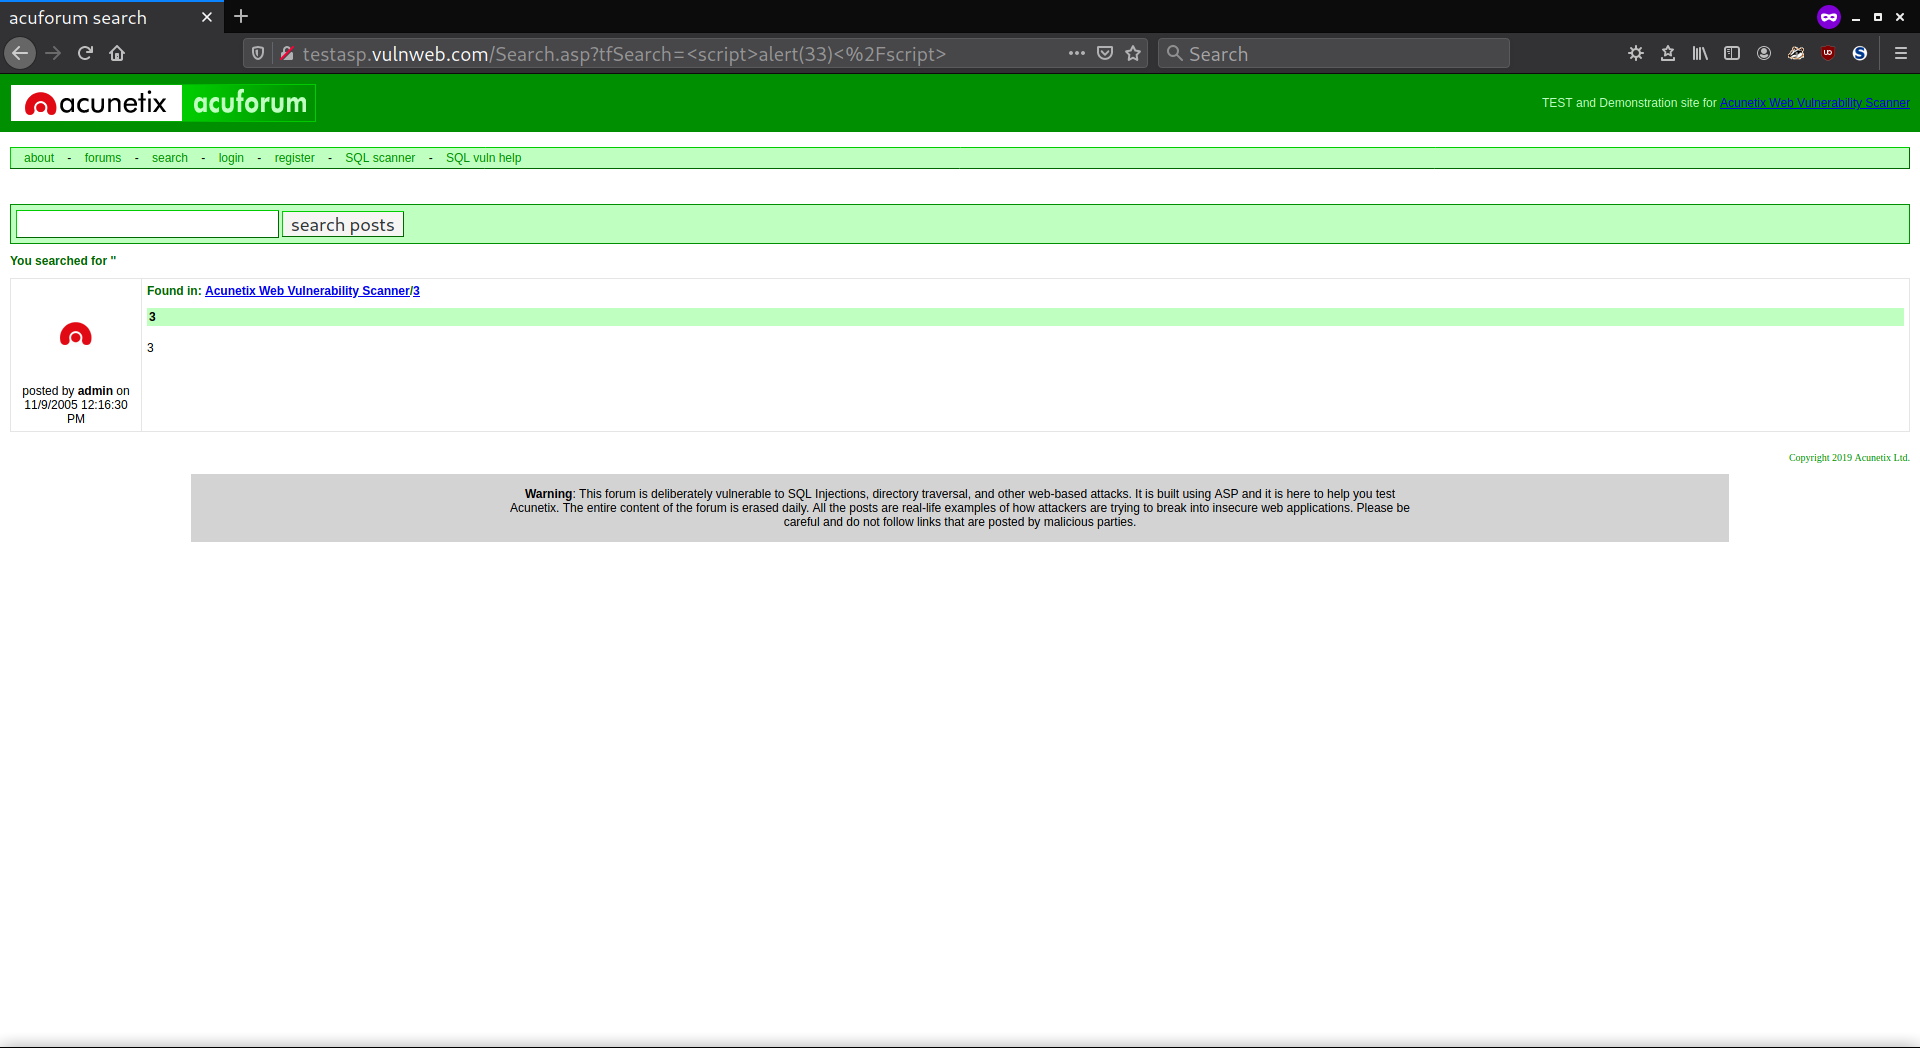 acuforum search
testasp.vulnweb.com/Search.asp?tfSearch=<script>alert(33)<%2Fscript>
Search
acunetix acuforum
TEST and Demonstration site for Acunetix Web Vulnerability Scanner
about - forums - search - login - register - SQL scanner - SQL vuln help
search posts
You searched for ''
Found in: Acunetix Web Vulnerability Scanner/3
3
3
posted by admin on
11/9/2005 12:16:30
PM
Copyright 2019 Acunetix Ltd.
Warning: This forum is deliberately vulnerable to SQL Injections, directory traversal, and other web-based attacks. It is built using ASP and it is here to help you test
Acunetix. The entire content of the forum is erased daily. All the posts are real-life examples of how attackers are trying to break into insecure web applications. Please be
careful and do not follow links that are posted by malicious parties.